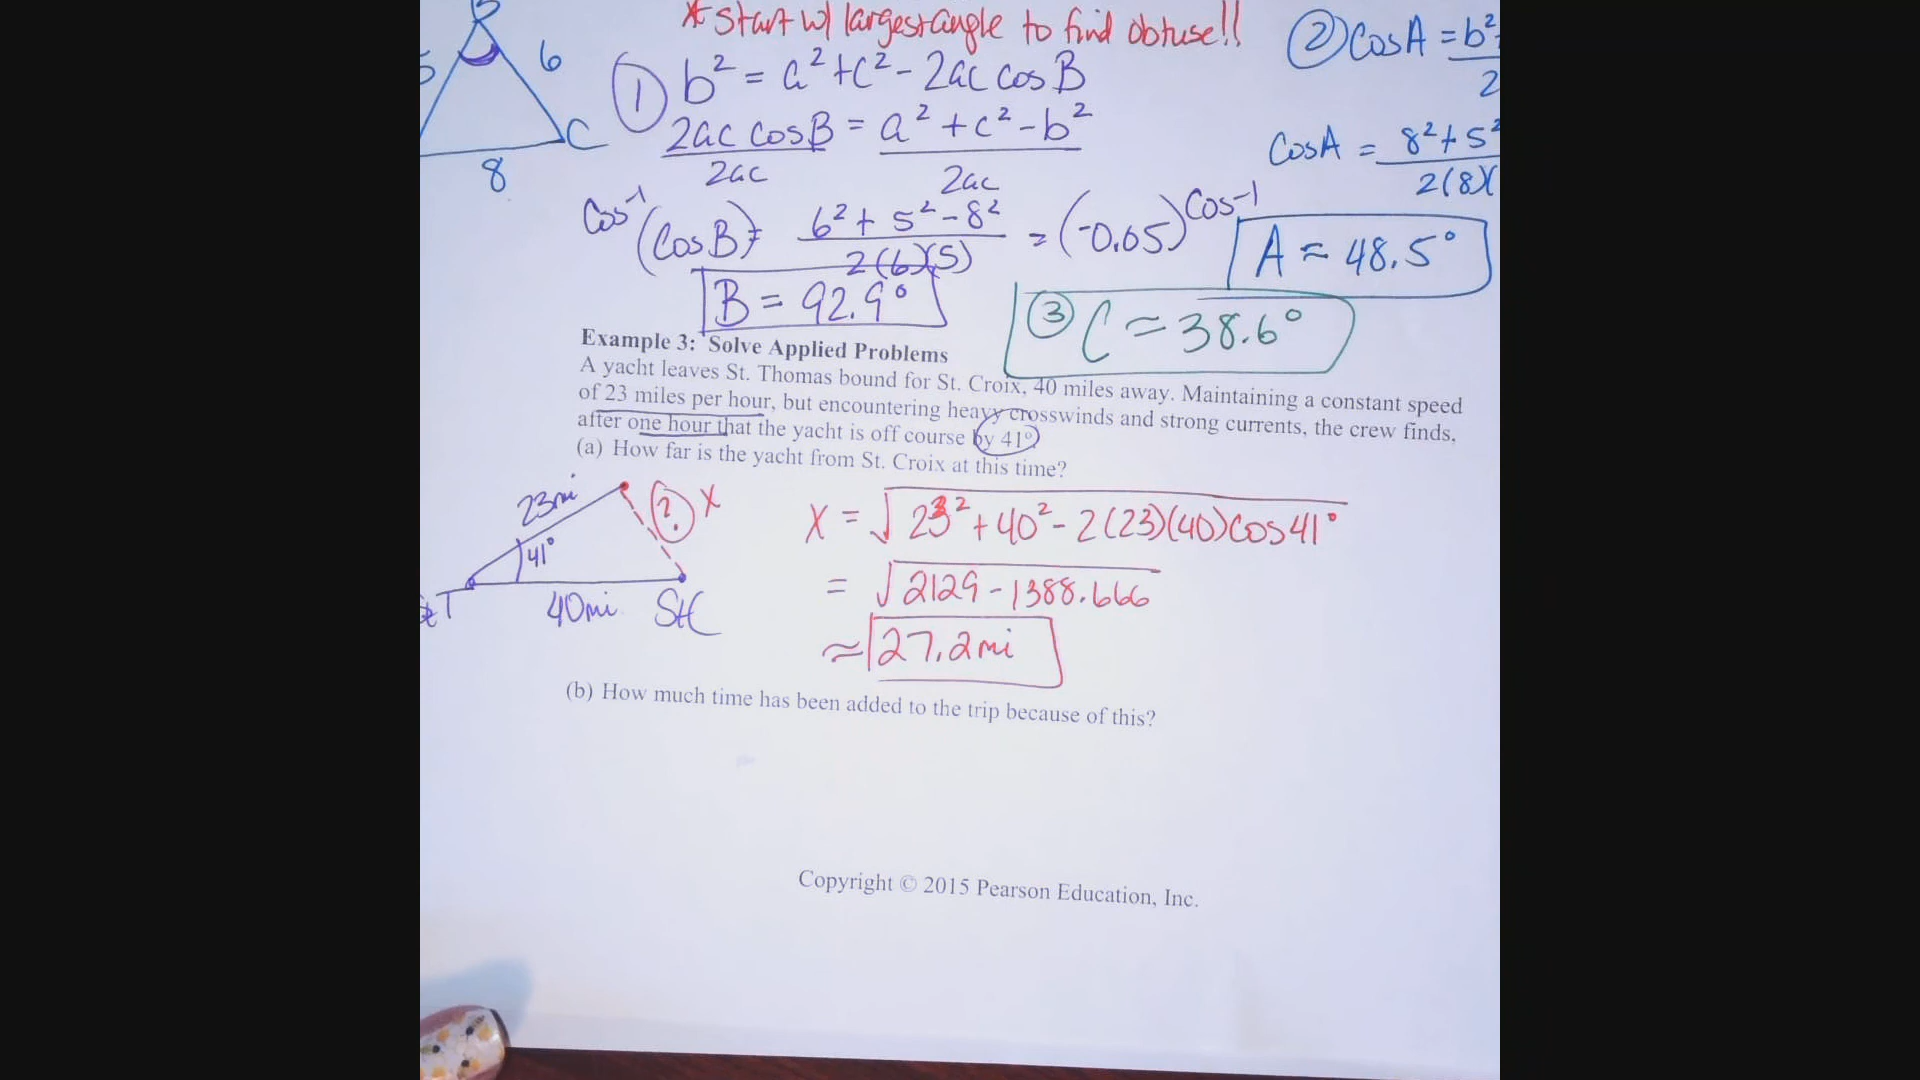 * Start w/ largest angle to find obtuse!!
B
5
6
C
8
① b² = a² + c² - 2ac cos B
2ac cosB = a² + c² - b²
2ac 2ac
cos⁻¹ (cos B) = 6² + 5² - 8² = (-0.05) cos⁻¹
2(6)(5)
B = 92.9°
② cos A = b²
2
cosA = 8² + 5²
2(8)(
A ≈ 48.5°
③ C ≈ 38.6°
Example 3: Solve Applied Problems
A yacht leaves St. Thomas bound for St. Croix, 40 miles away. Maintaining a constant speed
of 23 miles per hour, but encountering heavy crosswinds and strong currents, the crew finds,
after one hour that the yacht is off course by 41°
(a) How far is the yacht from St. Croix at this time?
23mi
? x
41°
StT 40mi StC
x = √23² + 40² - 2(23)(40)cos41°
= √2129 - 1388.666
≈ 27.2mi
(b) How much time has been added to the trip because of this?
Copyright © 2015 Pearson Education, Inc.